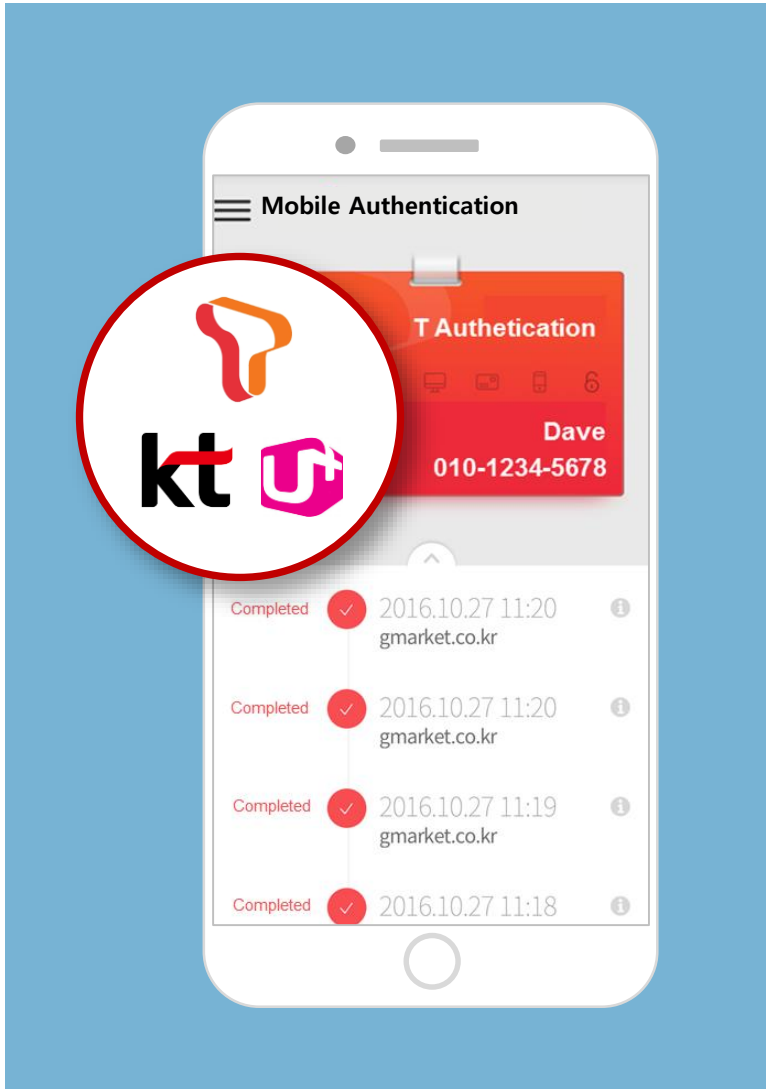 Mobile Authentication
T Authetication
Dave
010-1234-5678
kt U+
Completed 2016.10.27 11:20
gmarket.co.kr
Completed 2016.10.27 11:20
gmarket.co.kr
Completed 2016.10.27 11:19
gmarket.co.kr
Completed 2016.10.27 11:18